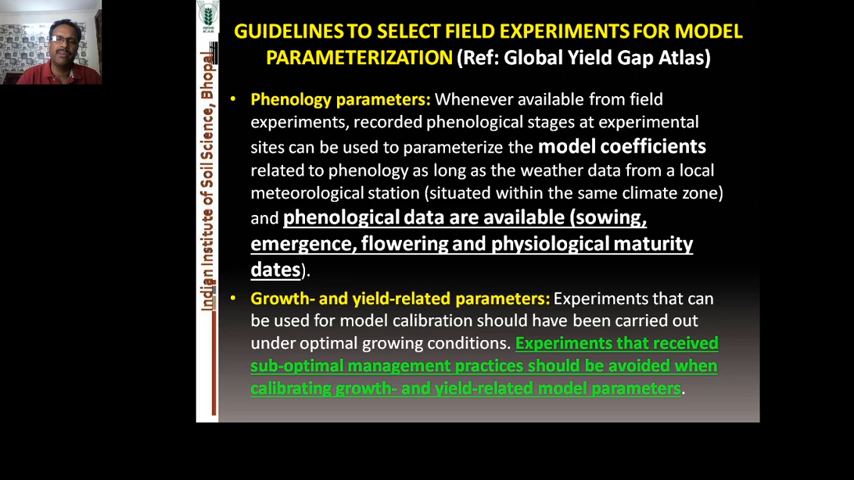 GUIDELINES TO SELECT FIELD EXPERIMENTS FOR MODEL
PARAMETERIZATION (Ref: Global Yield Gap Atlas)
Indian Institute of Soil Science, Bhopal
• Phenology parameters: Whenever available from field
experiments, recorded phenological stages at experimental
sites can be used to parameterize the model coefficients
related to phenology as long as the weather data from a local
meteorological station (situated within the same climate zone)
and phenological data are available (sowing,
emergence, flowering and physiological maturity
dates).
• Growth- and yield-related parameters: Experiments that can
be used for model calibration should have been carried out
under optimal growing conditions. Experiments that received
sub-optimal management practices should be avoided when
calibrating growth- and yield-related model parameters.